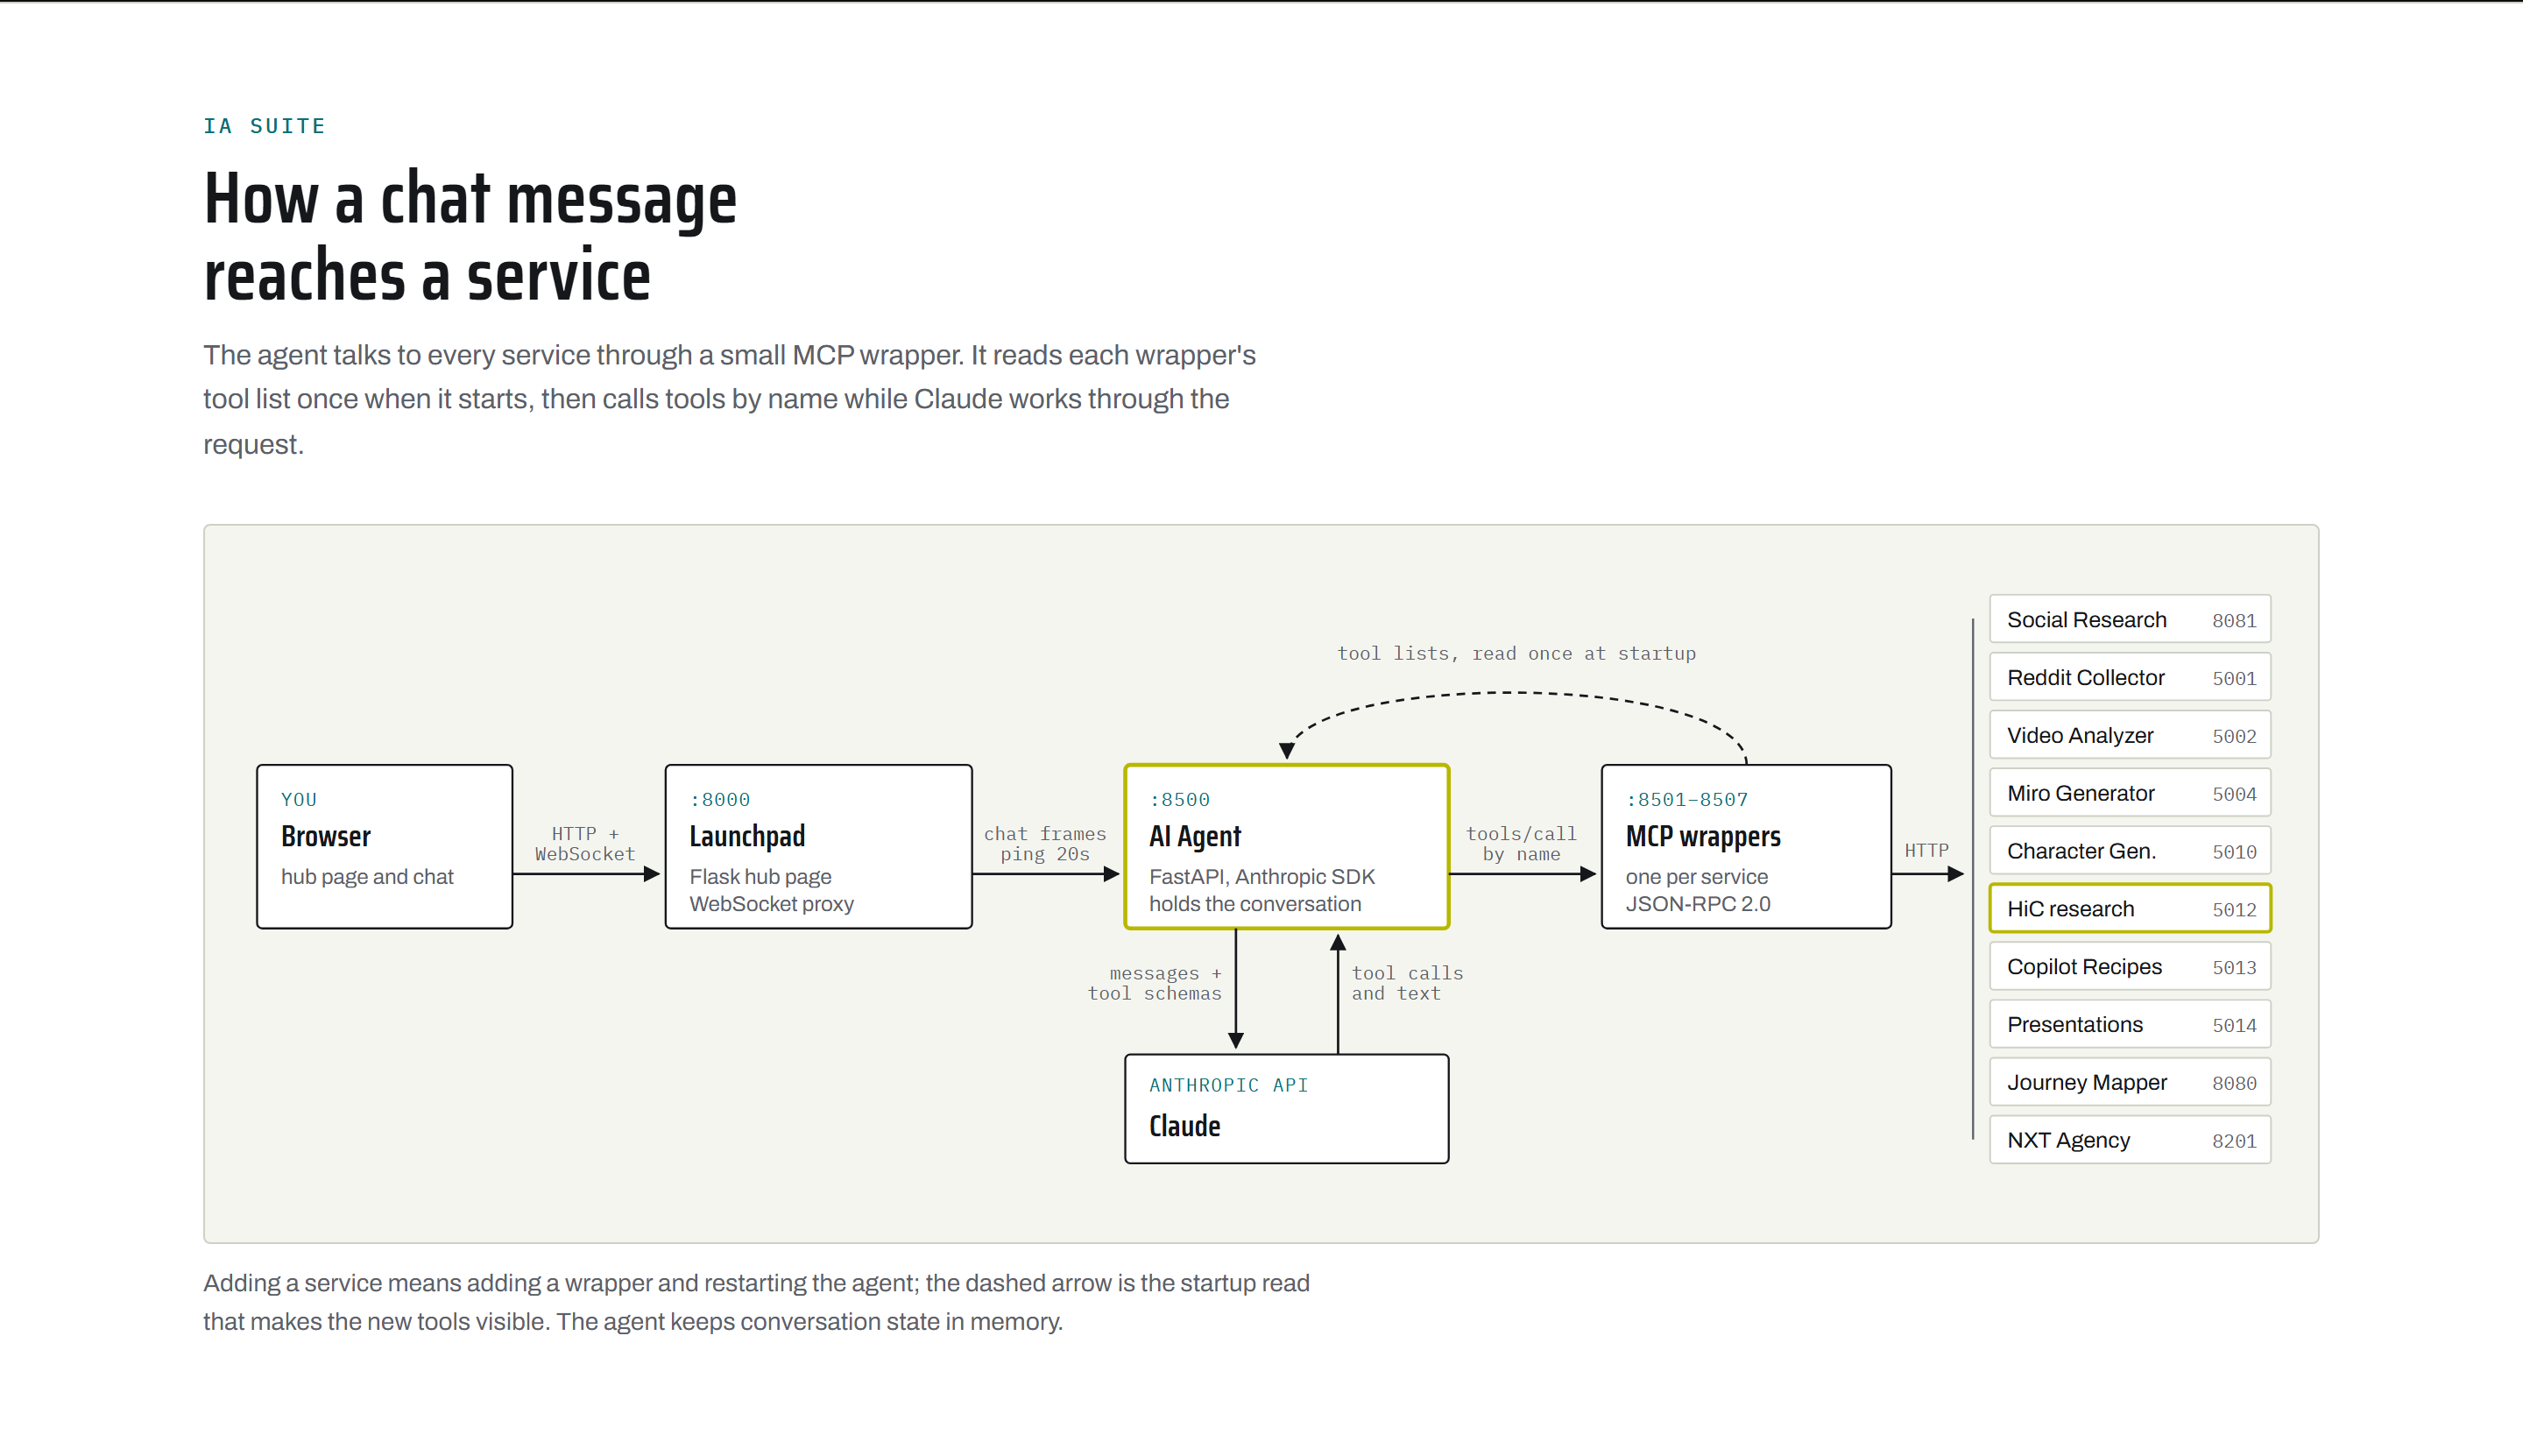 IA SUITE
How a chat message
reaches a service
The agent talks to every service through a small MCP wrapper. It reads each wrapper's
tool list once when it starts, then calls tools by name while Claude works through the
request.
tool lists, read once at startup
YOU
Browser
hub page and chat
HTTP +
WebSocket
:8000
Launchpad
Flask hub page
WebSocket proxy
chat frames
ping 20s
:8500
AI Agent
FastAPI, Anthropic SDK
holds the conversation
tools/call
by name
:8501–8507
MCP wrappers
one per service
JSON-RPC 2.0
HTTP
messages +
tool schemas
tool calls
and text
ANTHROPIC API
Claude
Social Research 8081
Reddit Collector 5001
Video Analyzer 5002
Miro Generator 5004
Character Gen. 5010
HiC research 5012
Copilot Recipes 5013
Presentations 5014
Journey Mapper 8080
NXT Agency 8201
Adding a service means adding a wrapper and restarting the agent; the dashed arrow is the startup read
that makes the new tools visible. The agent keeps conversation state in memory.